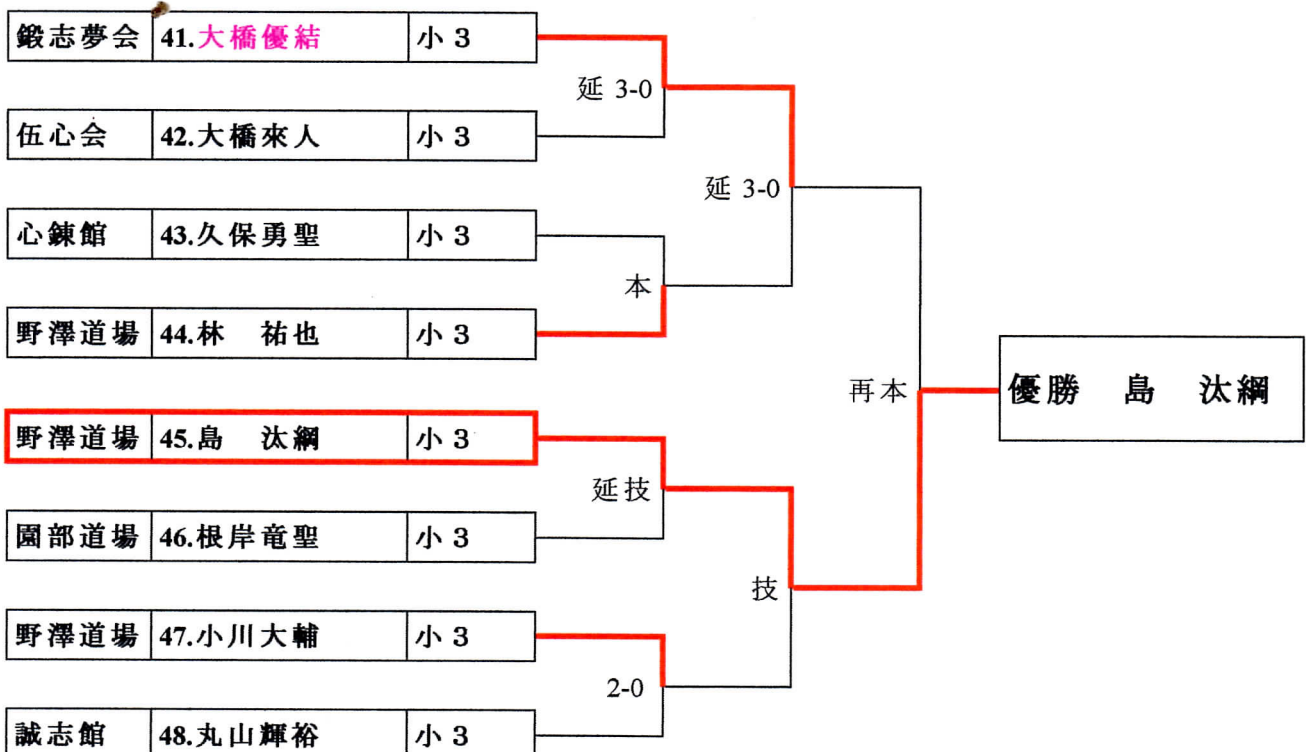 鍛志夢会 41.大橋優結 小3
延 3-0
伍心会 42.大橋來人 小3
延 3-0
心錬館 43.久保勇聖 小3
本
野澤道場 44.林 祐也 小3
再本
優勝 島 汰綱
野澤道場 45.島 汰綱 小3
延技
園部道場 46.根岸竜聖 小3
技
野澤道場 47.小川大輔 小3
2-0
誠志館 48.丸山輝裕 小3